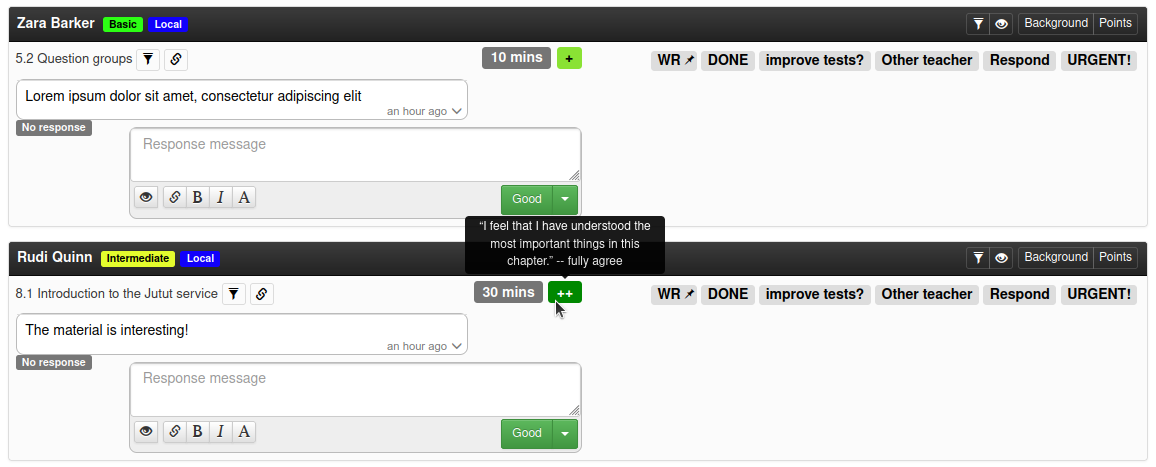 Zara Barker Basic Local Background Points
5.2 Question groups 10 mins + WR DONE improve tests? Other teacher Respond URGENT!
Lorem ipsum dolor sit amet, consectetur adipiscing elit
an hour ago
No response
Response message
B I A Good
“I feel that I have understood the
most important things in this
chapter.” -- fully agree
Rudi Quinn Intermediate Local Background Points
8.1 Introduction to the Jutut service 30 mins ++ WR DONE improve tests? Other teacher Respond URGENT!
The material is interesting!
an hour ago
No response
Response message
B I A Good